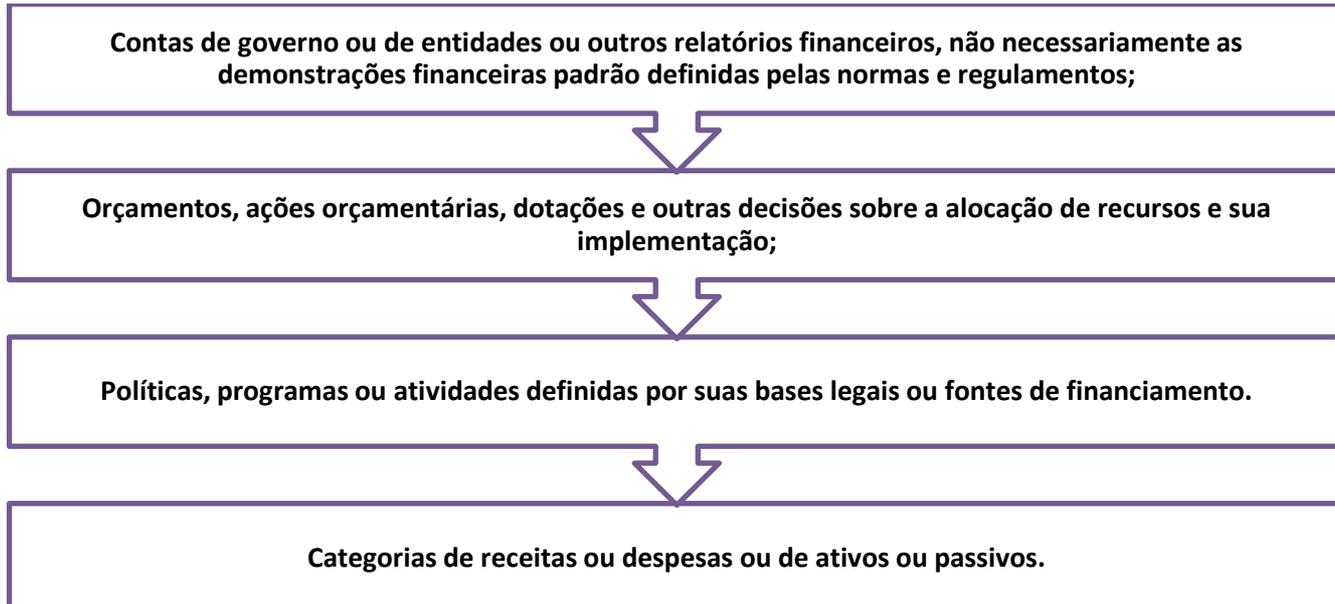 Contas de governo ou de entidades ou outros relatórios financeiros, não necessariamente as
demonstrações financeiras padrão definidas pelas normas e regulamentos;
Orçamentos, ações orçamentárias, dotações e outras decisões sobre a alocação de recursos e sua
implementação;
Políticas, programas ou atividades definidas por suas bases legais ou fontes de financiamento.
Categorias de receitas ou despesas ou de ativos ou passivos.